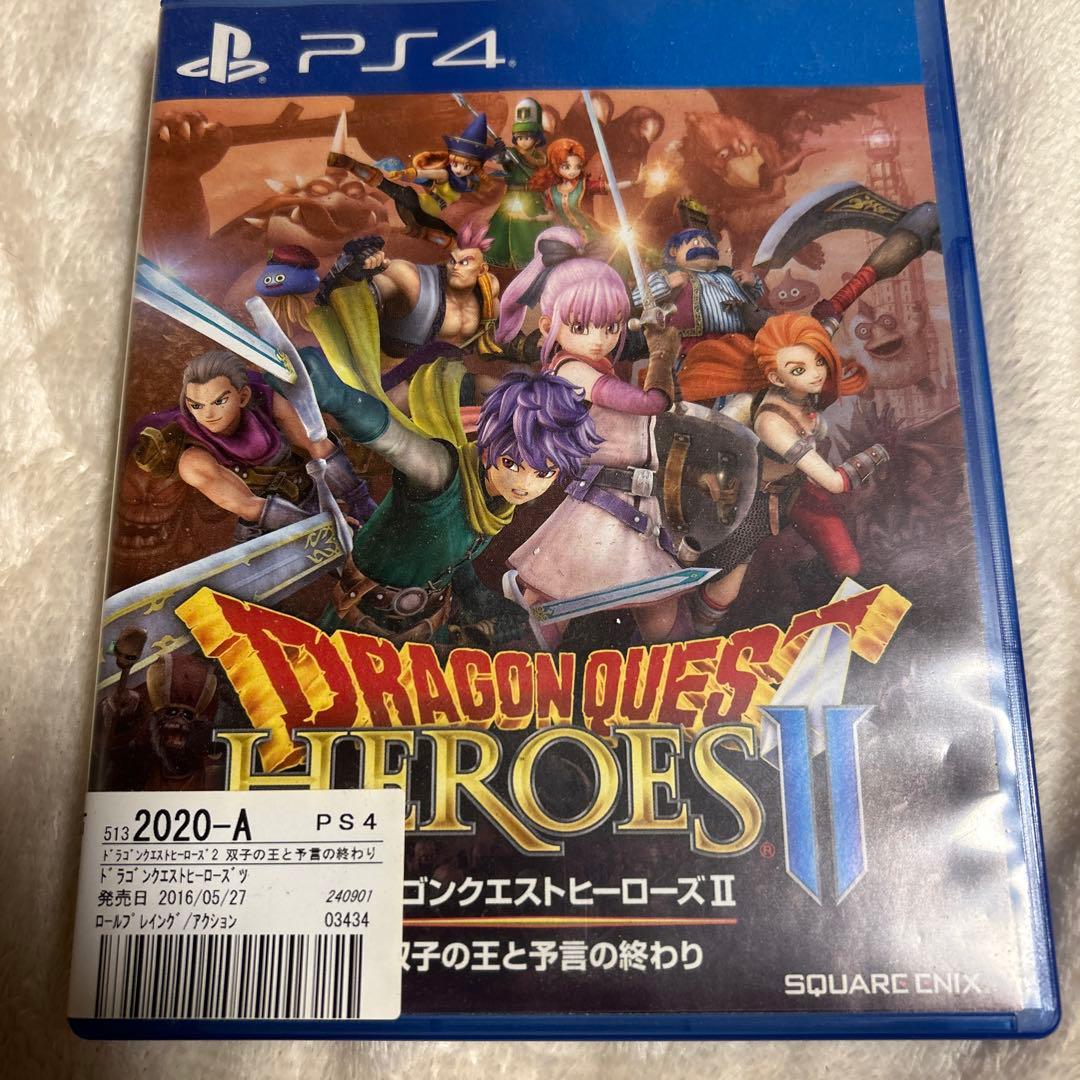 PS4
DRAGON QUEST
HEROES II
ゴンクエストヒーローズⅡ
双子の王と予言の終わり
SQUARE ENIX
513 2020-A PS4
ドラゴンクエストヒーローズ2 双子の王と予言の終わり
ドラゴンクエストヒーローズツ
発売日 2016/05/27 240901
ロールプレイング/アクション 03434